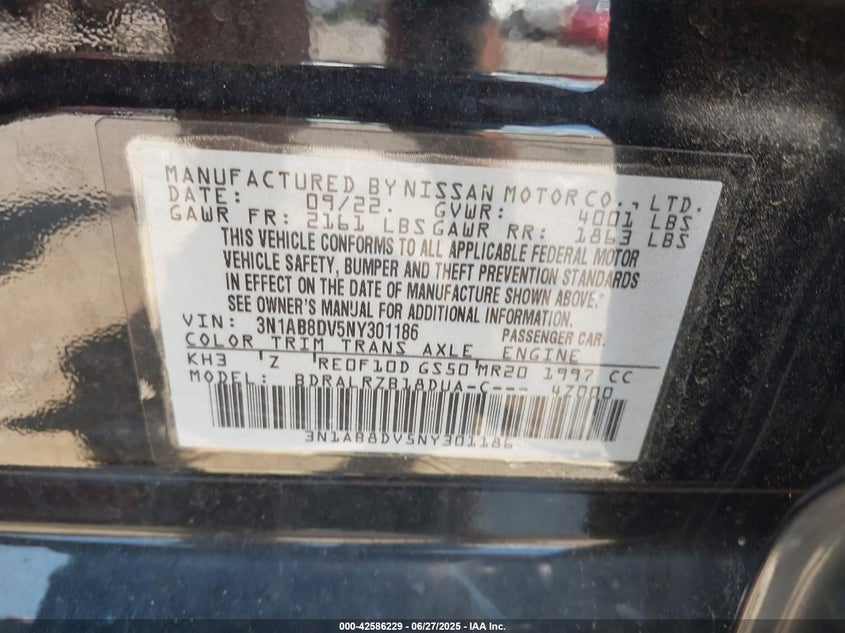 MANUFACTURED BY NISSAN MOTOR CO., LTD.
DATE: 09/22. GVWR: 4001 LBS
GAWR FR: 2161 LBS GAWR RR: 1863 LBS
THIS VEHICLE CONFORMS TO ALL APPLICABLE FEDERAL MOTOR
VEHICLE SAFETY, BUMPER AND THEFT PREVENTION STANDARDS
IN EFFECT ON THE DATE OF MANUFACTURE SHOWN ABOVE.
SEE OWNER'S MANUAL FOR ADDITIONAL INFORMATION.
VIN: 3N1AB8DV5NY301186 PASSENGER CAR.
COLOR TRIM TRANS AXLE ENGINE
KH3 Z RE0F10D GS50 MR20 1997 CC
MODEL: BDRALRZB18DUA-C--- 4Z000
3N1AB8DV5NY301186
000-42586229 - 06/27/2025 - IAA Inc.